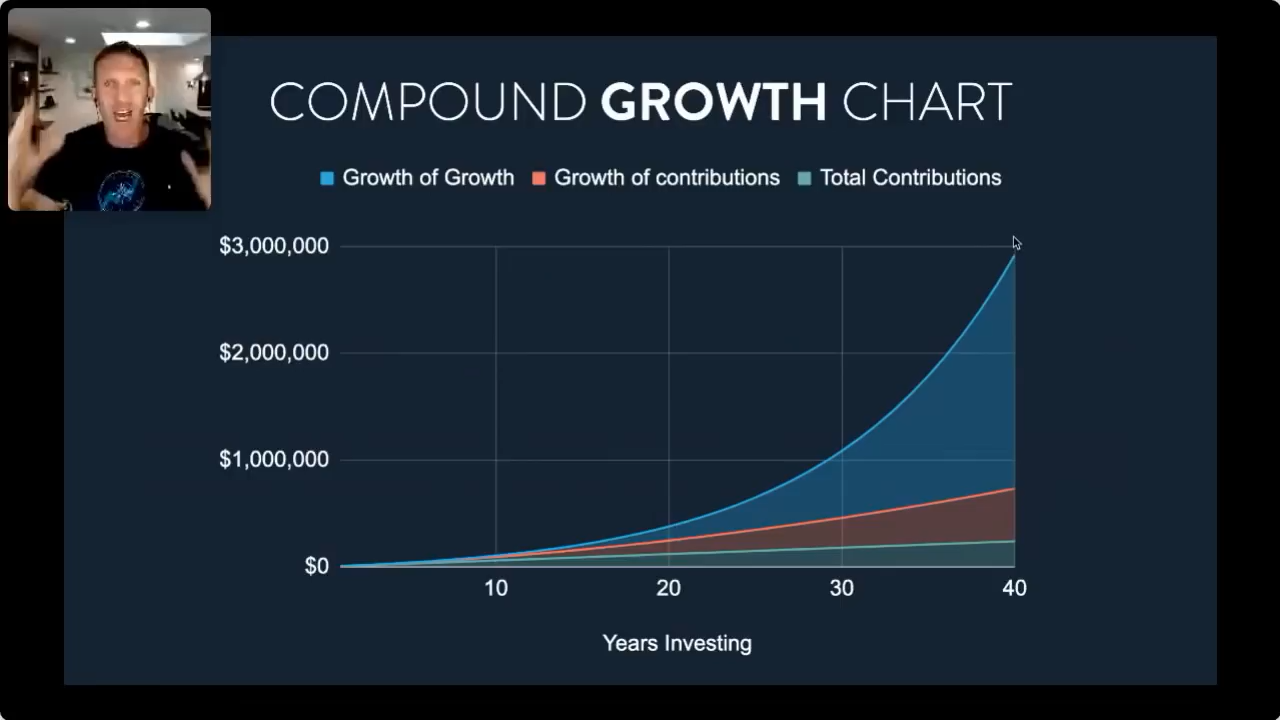 COMPOUND GROWTH CHART
Growth of Growth Growth of contributions Total Contributions
$3,000,000
$2,000,000
$1,000,000
$0
10 20 30 40
Years Investing